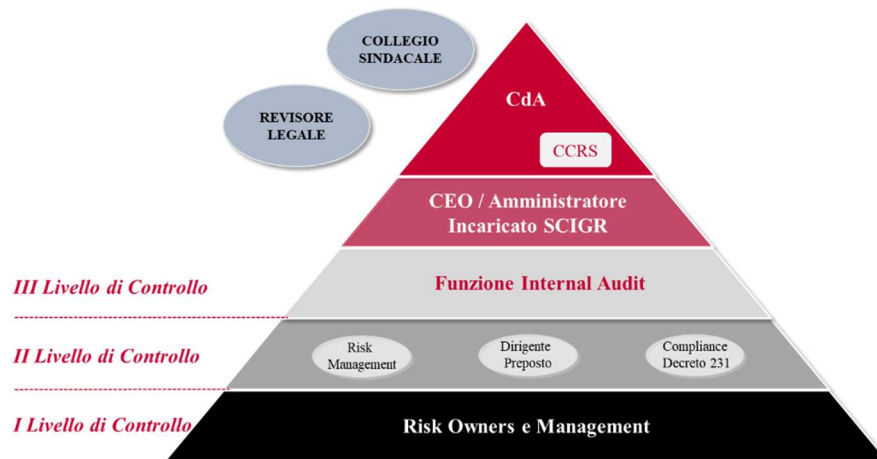 COLLEGIO
SINDACALE
REVISORE
LEGALE
CdA
CCRS
CEO / Amministratore
Incaricato SCIGR
III Livello di Controllo
Funzione Internal Audit
II Livello di Controllo
Risk
Management
Dirigente
Preposto
Compliance
Decreto 231
I Livello di Controllo
Risk Owners e Management